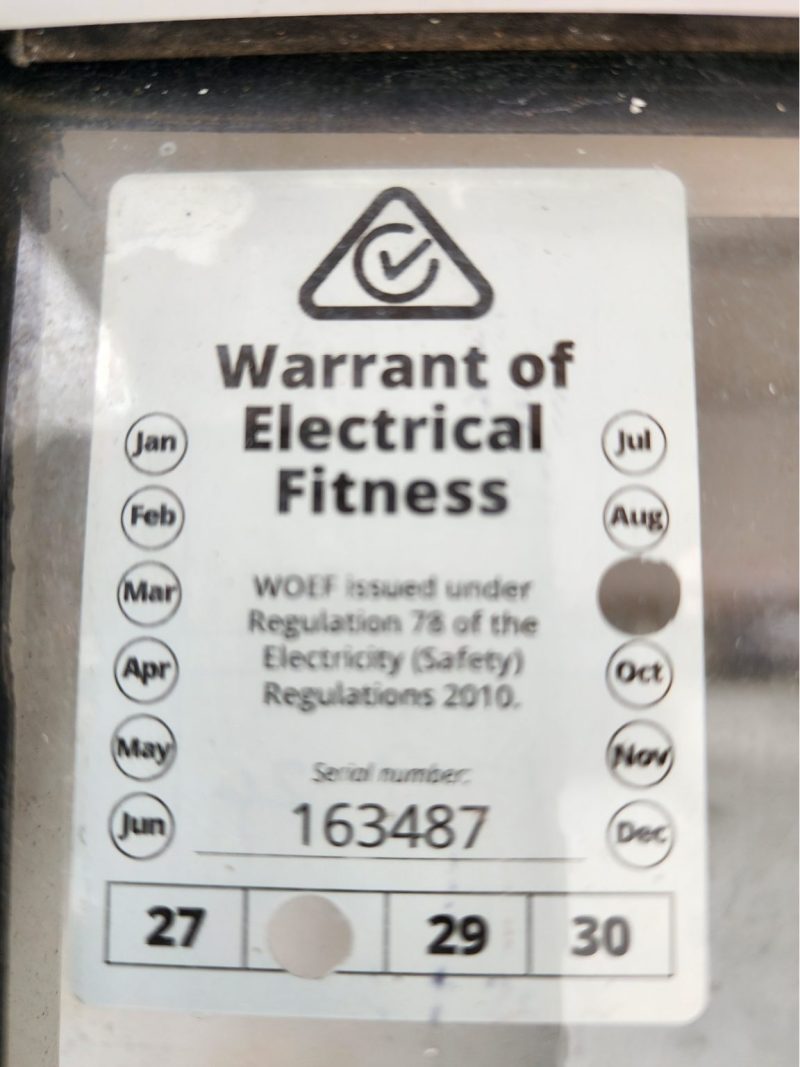 Warrant of
Electrical
Fitness
Jan
Feb
Mar
Apr
May
Jun
Jul
Aug
Oct
Nov
Dec
WOEF issued under
Regulation 78 of the
Electricity (Safety)
Regulations 2010.
Serial number:
163487
27 29 30